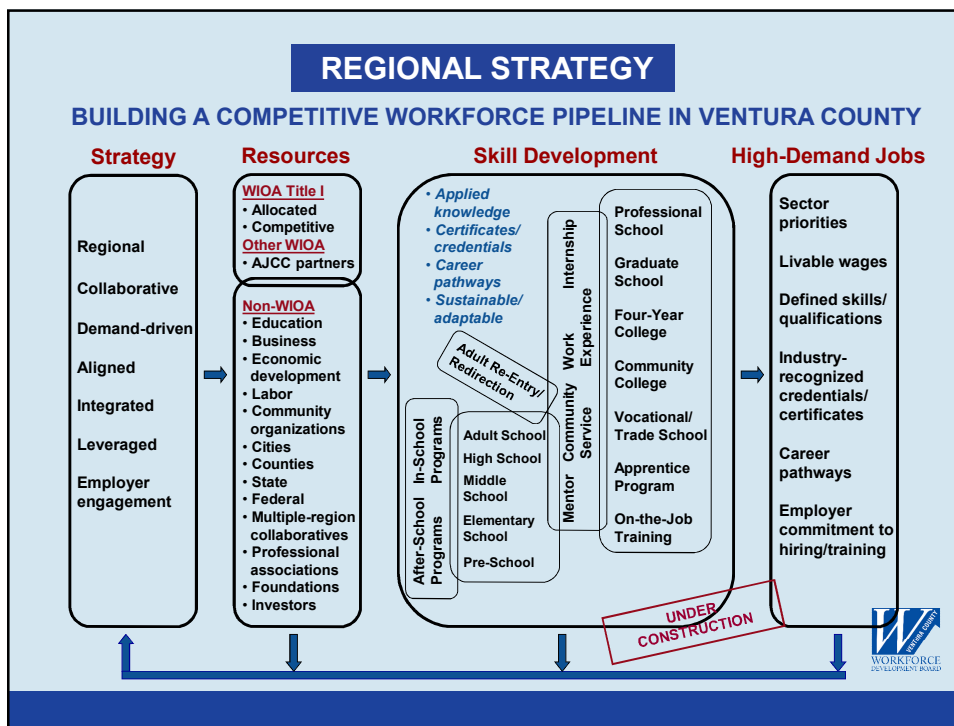 REGIONAL STRATEGY
BUILDING A COMPETITIVE WORKFORCE PIPELINE IN VENTURA COUNTY
Strategy
Regional
Collaborative
Demand-driven
Aligned
Integrated
Leveraged
Employer
engagement
Resources
WIOA Title I
• Allocated
• Competitive
Other WIOA
• AJCC partners
Non-WIOA
• Education
• Business
• Economic
development
• Labor
• Community
organizations
• Cities
• Counties
• State
• Federal
• Multiple-region
collaboratives
• Professional
associations
• Foundations
• Investors
Skill Development
• Applied
knowledge
• Certificates/
credentials
• Career
pathways
• Sustainable/
adaptable
Adult Re-Entry/
Redirection
After-School In-School
Programs Programs
Adult School
High School
Middle
School
Elementary
School
Pre-School
Mentor Community Work Internship
Service Experience
Professional
School
Graduate
School
Four-Year
College
Community
College
Vocational/
Trade School
Apprentice
Program
On-the-Job
Training
UNDER
CONSTRUCTION
High-Demand Jobs
Sector
priorities
Livable wages
Defined skills/
qualifications
Industry-
recognized
credentials/
certificates
Career
pathways
Employer
commitment to
hiring/training
W
VENTURA COUNTY
WORKFORCE
DEVELOPMENT BOARD